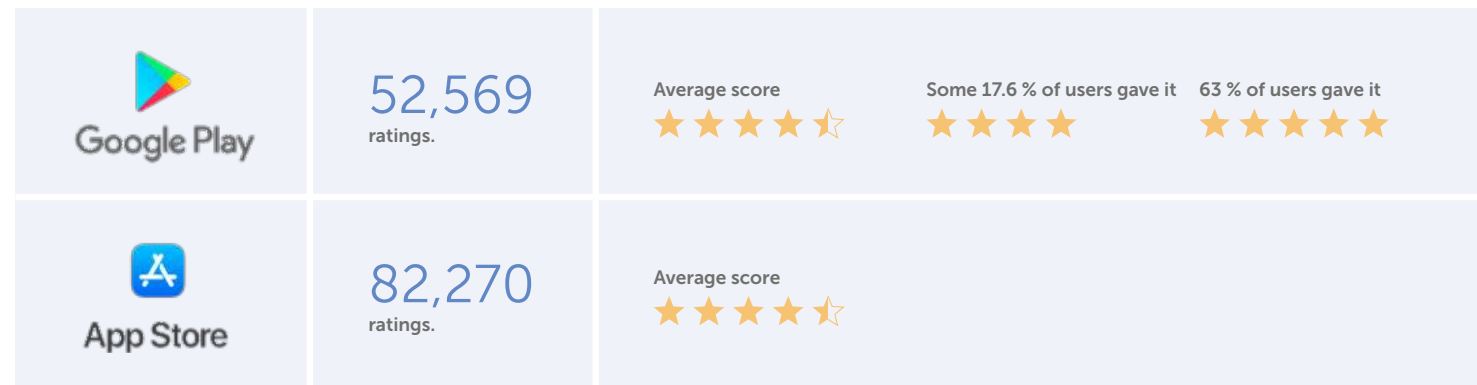 Google Play
52,569
ratings.
Average score
Some 17.6 % of users gave it
63 % of users gave it
App Store
82,270
ratings.
Average score